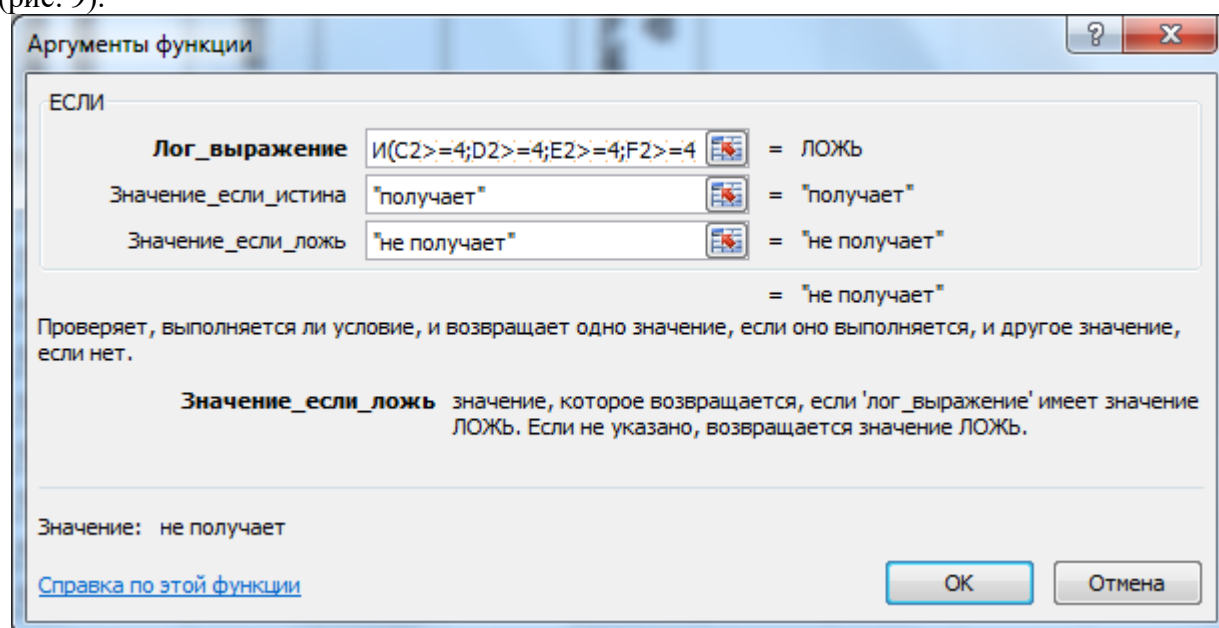 (рис. 9).
Аргументы функции
ЕСЛИ
Лог_выражение И(C2>=4;D2>=4;E2>=4;F2>=4 = ЛОЖЬ
Значение_если_истина "получает" = "получает"
Значение_если_ложь "не получает" = "не получает"
= "не получает"
Проверяет, выполняется ли условие, и возвращает одно значение, если оно выполняется, и другое значение,
если нет.
Значение_если_ложь значение, которое возвращается, если 'лог_выражение' имеет значение
ЛОЖЬ. Если не указано, возвращается значение ЛОЖЬ.
Значение: не получает
Справка по этой функции OK Отмена